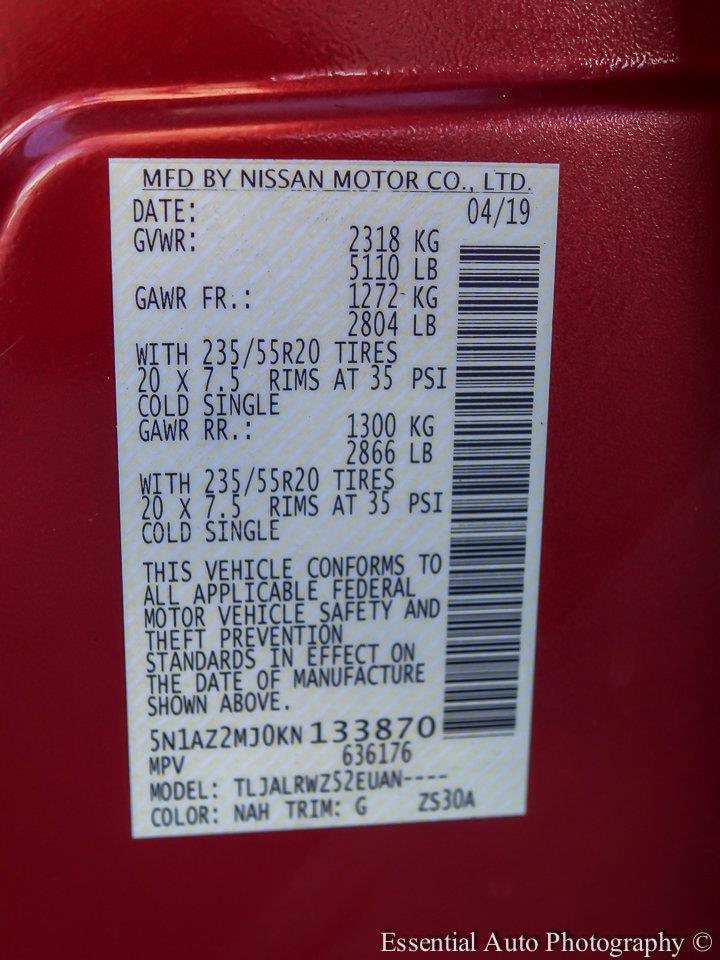 MFD BY NISSAN MOTOR CO., LTD.
DATE: 04/19
GVWR: 2318 KG
5110 LB
GAWR FR.: 1272 KG
2804 LB
WITH 235/55R20 TIRES
20 X 7.5 RIMS AT 35 PSI
COLD SINGLE
GAWR RR.: 1300 KG
2866 LB
WITH 235/55R20 TIRES
20 X 7.5 RIMS AT 35 PSI
COLD SINGLE
THIS VEHICLE CONFORMS TO
ALL APPLICABLE FEDERAL
MOTOR VEHICLE SAFETY AND
THEFT PREVENTION
STANDARDS IN EFFECT ON
THE DATE OF MANUFACTURE
SHOWN ABOVE.
5N1AZ2MJ0KN133870
MPV 636176
MODEL: TLJALRWZ52EUAN----
COLOR: NAH TRIM: G ZS30A
Essential Auto Photography ©